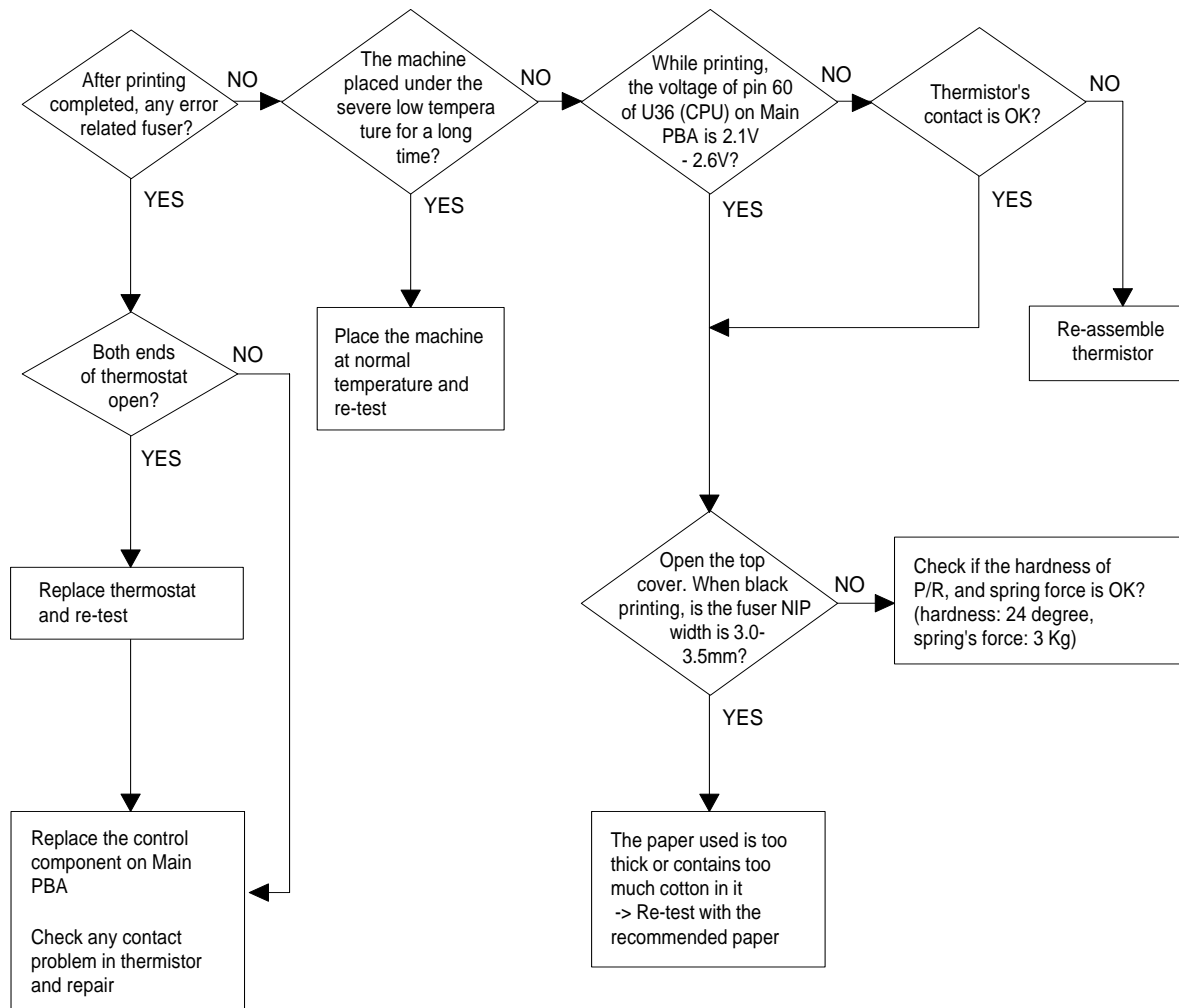 After printing
completed, any error
related fuser?
NO
YES
The machine
placed under the
severe low tempera
ture for a long
time?
NO
YES
While printing,
the voltage of pin 60
of U36 (CPU) on Main
PBA is 2.1V
- 2.6V?
NO
YES
Thermistor's
contact is OK?
NO
YES
Both ends
of thermostat
open?
NO
YES
Place the machine
at normal
temperature and
re-test
Re-assemble
thermistor
Replace thermostat
and re-test
Open the top
cover. When black
printing, is the fuser NIP
width is 3.0-
3.5mm?
NO
YES
Check if the hardness of
P/R, and spring force is OK?
(hardness: 24 degree,
spring's force: 3 Kg)
Replace the control
component on Main
PBA
Check any contact
problem in thermistor
and repair
The paper used is too
thick or contains too
much cotton in it
-> Re-test with the
recommended paper